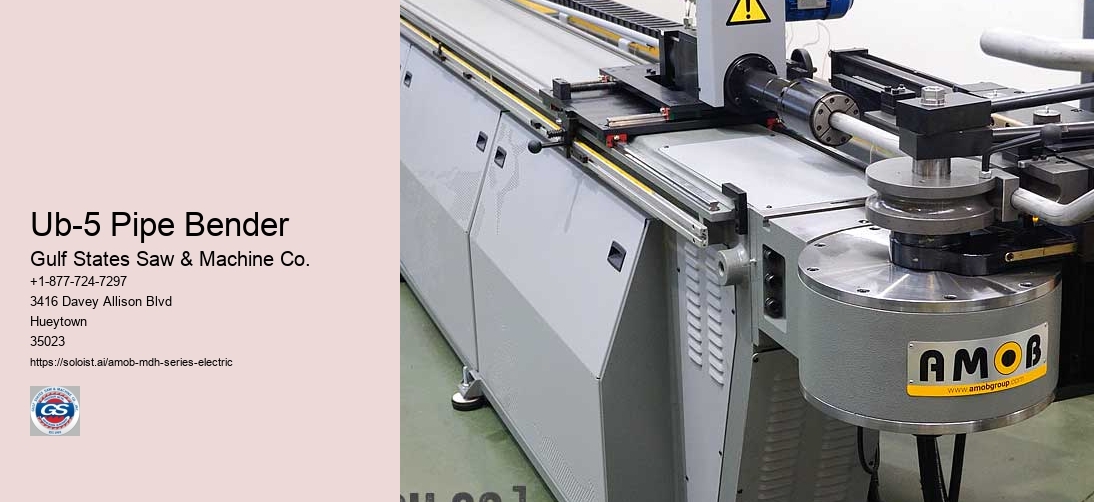 Ub-5 Pipe Bender
Gulf States Saw & Machine Co.
+1-877-724-7297
3416 Davey Allison Blvd
Hueytown
35023
https://soloist.ai/amob-mdh-series-electric
GS
AMOB
www.amobgroup.com